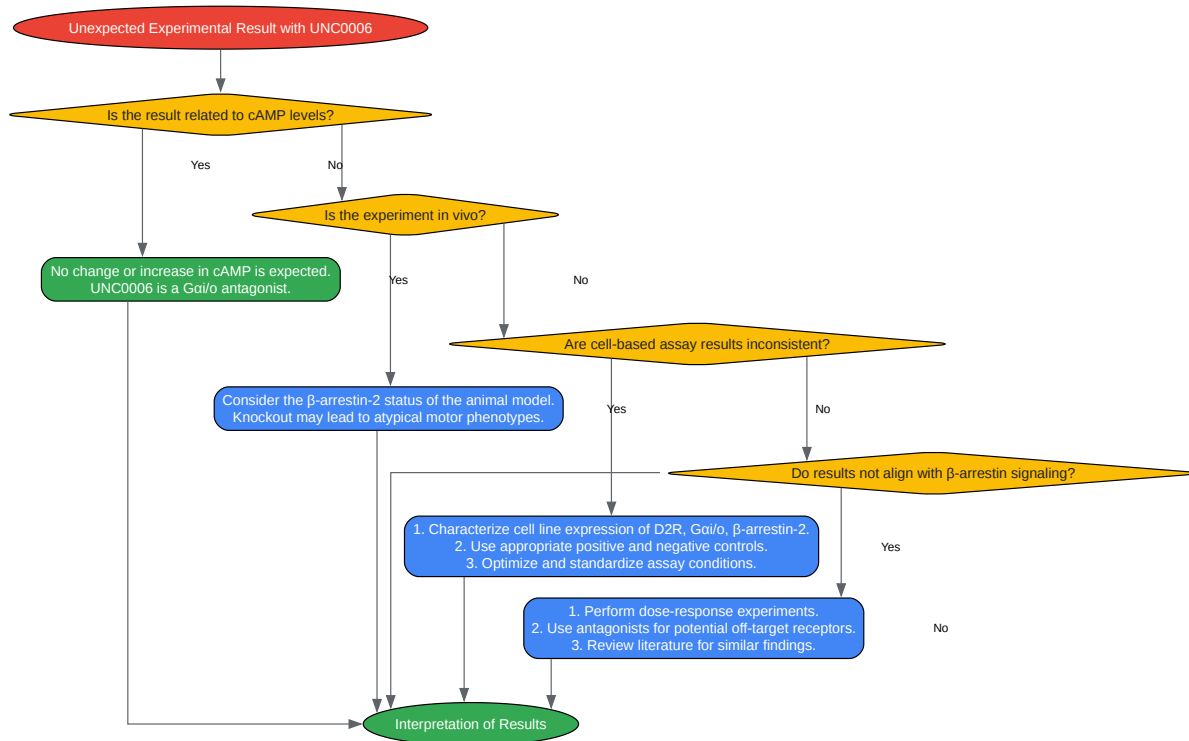 Unexpected Experimental Result with UNC0006
Is the result related to cAMP levels?
Yes
No
Is the experiment in vivo?
No change or increase in cAMP is expected.
UNC0006 is a Gαi/o antagonist.
Yes
No
Are cell-based assay results inconsistent?
Consider the β-arrestin-2 status of the animal model.
Knockout may lead to atypical motor phenotypes.
Yes
No
Do results not align with β-arrestin signaling?
1. Characterize cell line expression of D2R, Gαi/o, β-arrestin-2.
2. Use appropriate positive and negative controls.
3. Optimize and standardize assay conditions.
Yes
1. Perform dose-response experiments.
2. Use antagonists for potential off-target receptors.
3. Review literature for similar findings.
No
Interpretation of Results